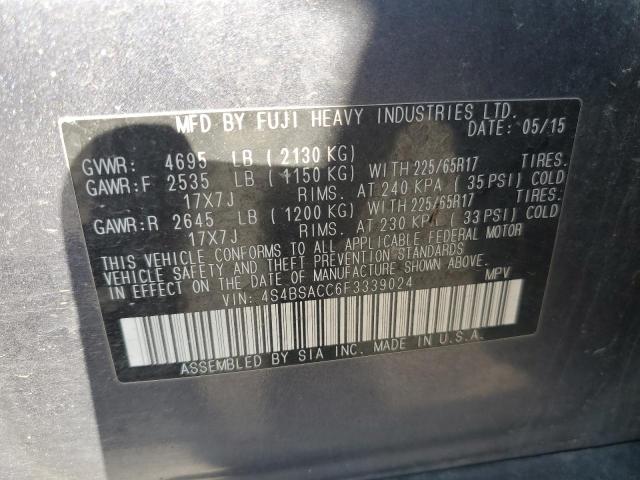 MFD BY FUJI HEAVY INDUSTRIES LTD.
DATE: 05/15
GVWR: 4695 LB ( 2130 KG)
GAWR:F 2535 LB ( 1150 KG) WITH 225/65R17 TIRES.
17X7J RIMS. AT 240 KPA ( 35 PSI) COLD
GAWR:R 2645 LB ( 1200 KG) WITH 225/65R17 TIRES.
17X7J RIMS. AT 230 KPA ( 33 PSI) COLD
THIS VEHICLE CONFORMS TO ALL APPLICABLE FEDERAL MOTOR
VEHICLE SAFETY AND THEFT PREVENTION STANDARDS
IN EFFECT ON THE DATE OF MANUFACTURE SHOWN ABOVE.
VIN: 4S4BSACC6F3339024 MPV
ASSEMBLED BY SIA INC. MADE IN U.S.A.